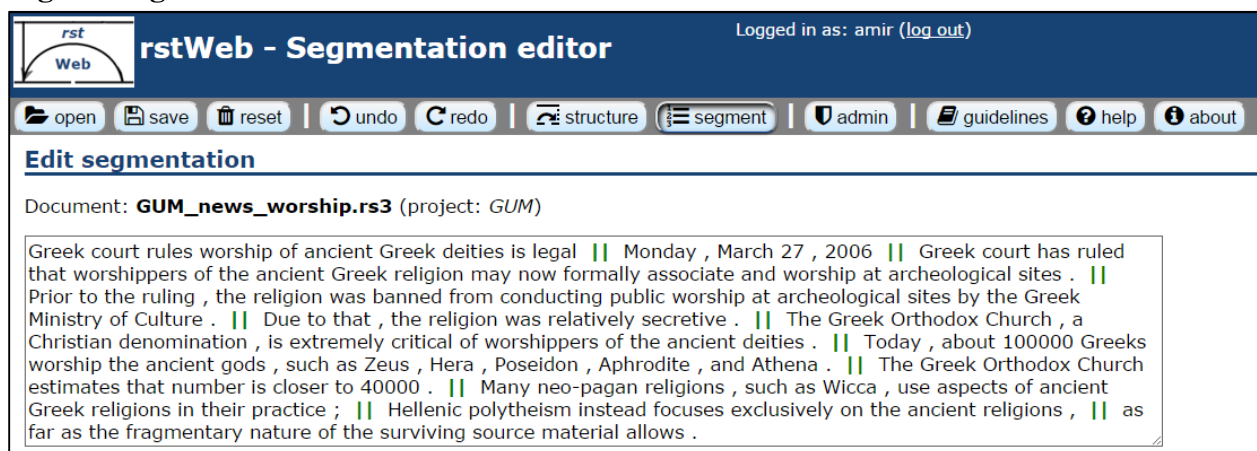 rst
Web
rstWeb - Segmentation editor
Logged in as: amir (log out)
open save reset | undo redo | structure segment | admin | guidelines help about
Edit segmentation
Document: GUM_news_worship.rs3 (project: GUM)
Greek court rules worship of ancient Greek deities is legal || Monday , March 27 , 2006 || Greek court has ruled
that worshippers of the ancient Greek religion may now formally associate and worship at archeological sites . ||
Prior to the ruling , the religion was banned from conducting public worship at archeological sites by the Greek
Ministry of Culture . || Due to that , the religion was relatively secretive . || The Greek Orthodox Church , a
Christian denomination , is extremely critical of worshippers of the ancient deities . || Today , about 100000 Greeks
worship the ancient gods , such as Zeus , Hera , Poseidon , Aphrodite , and Athena . || The Greek Orthodox Church
estimates that number is closer to 40000 . || Many neo-pagan religions , such as Wicca , use aspects of ancient
Greek religions in their practice ; || Hellenic polytheism instead focuses exclusively on the ancient religions , || as
far as the fragmentary nature of the surviving source material allows .